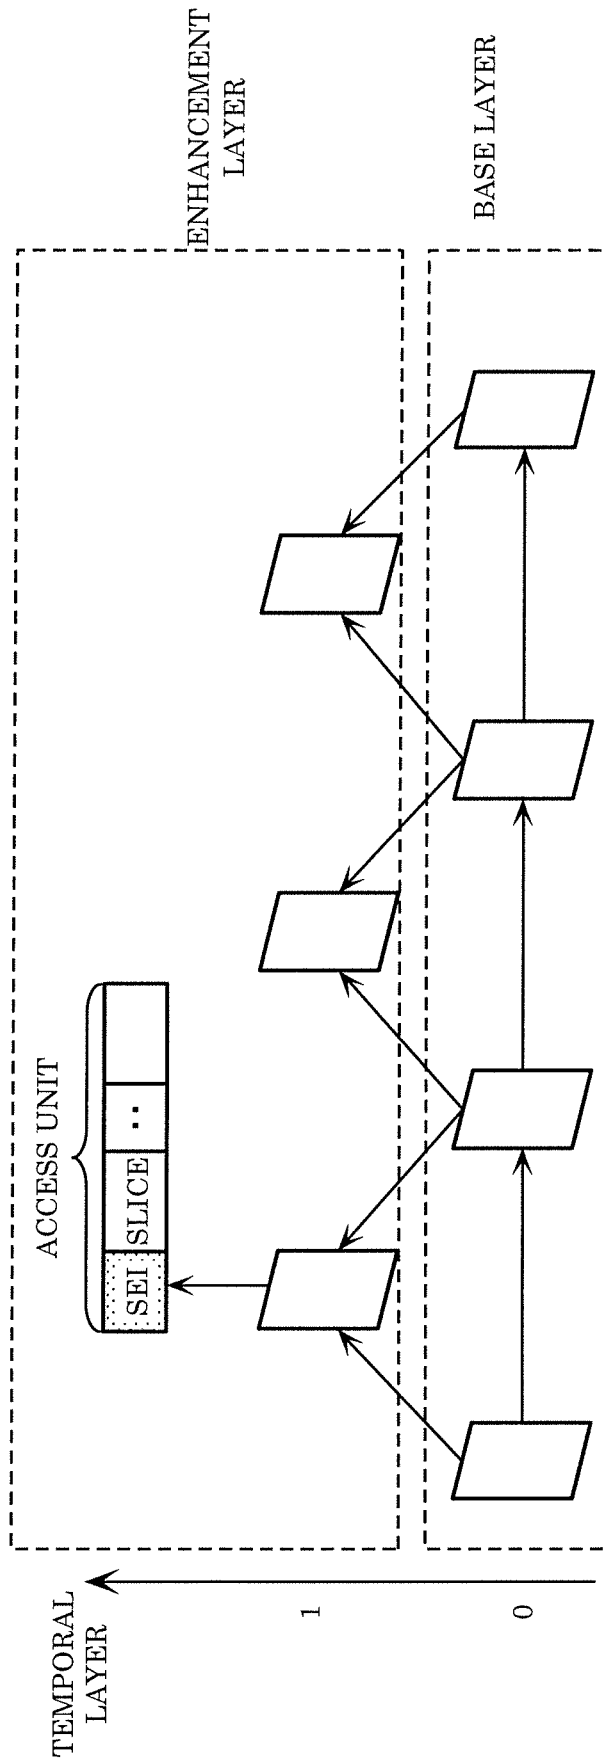 TEMPORAL
LAYER
1
0
ACCESS UNIT
SEI
SLICE
..
ENHANCEMENT
LAYER
BASE LAYER